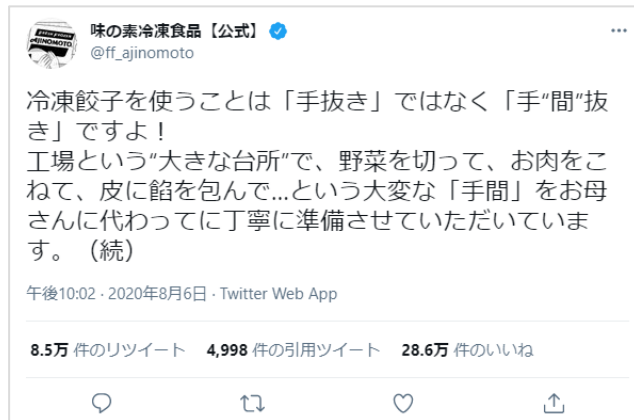 味の素冷凍食品【公式】
@ff_ajinomoto
冷凍餃子を使うことは「手抜き」ではなく「手“間”抜
き」ですよ！
工場という“大きな台所”で、野菜を切って、お肉をこ
ねて、皮に餡を包んで...という大変な「手間」をお母
さんに代わってに丁寧に準備させていただいていま
す。（続）
午後10:02 · 2020年8月6日 · Twitter Web App
8.5万 件のリツイート 4,998 件の引用ツイート 28.6万 件のいいね